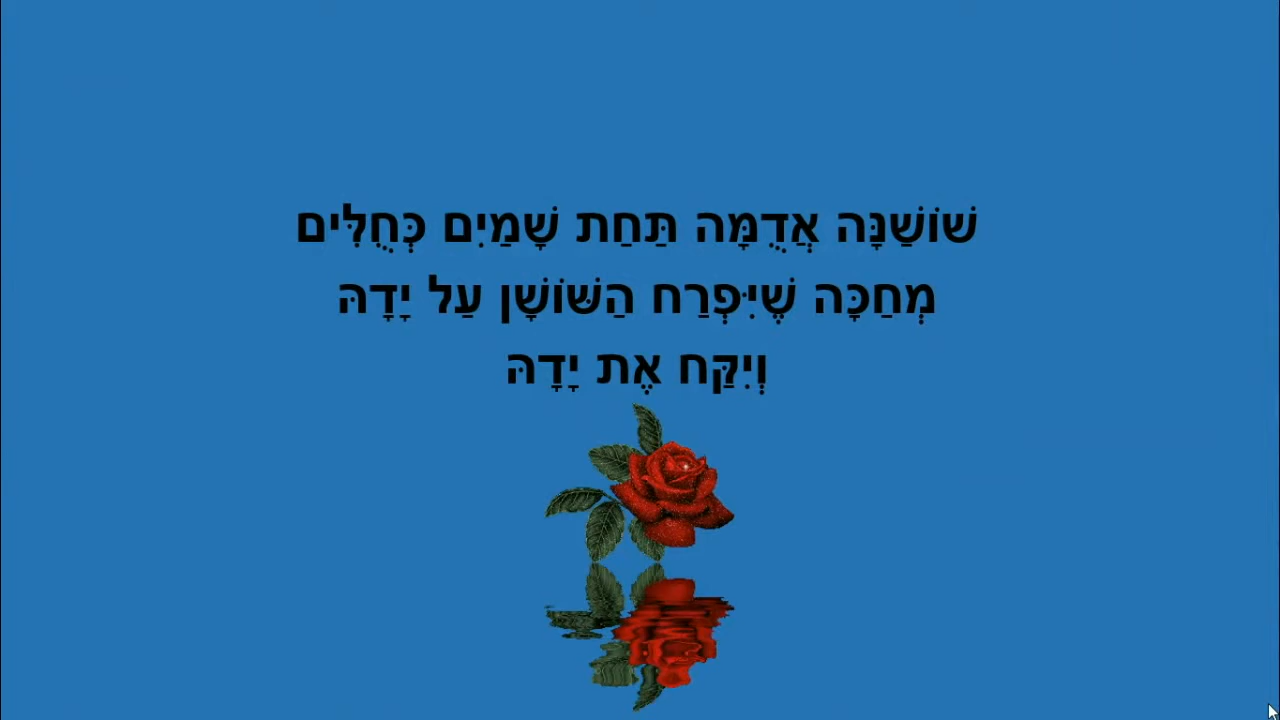 שׁוֹשַׁנָּה אֲדֻמָּה תַּחַת שָׁמַיִם כְּחֻלִּים
מְחַכָּה שֶׁיִּפְרַח הַשּׁוֹשָׁן עַל יָדָהּ
וְיִקַּח אֶת יָדָהּ